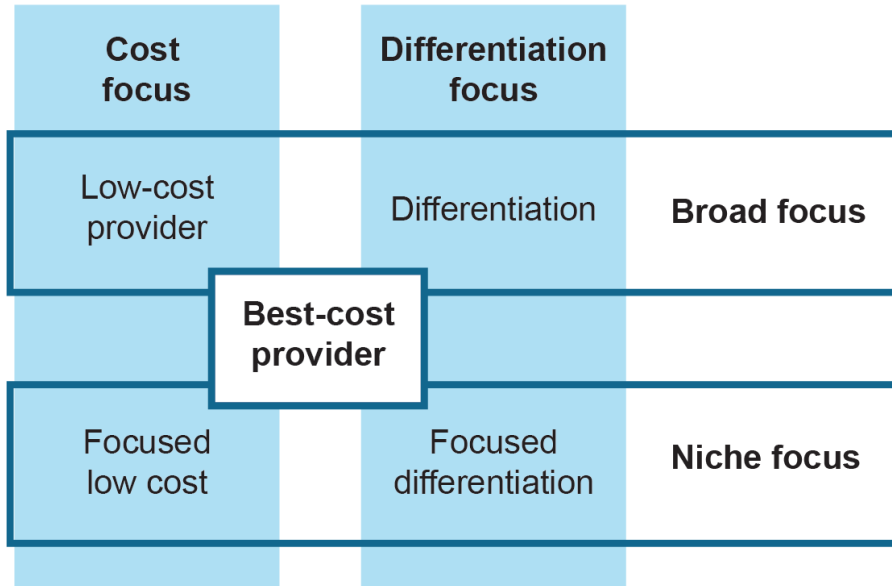 Cost
focus
Differentiation
focus
Low-cost
provider
Differentiation
Broad focus
Best-cost
provider
Focused
low cost
Focused
differentiation
Niche focus